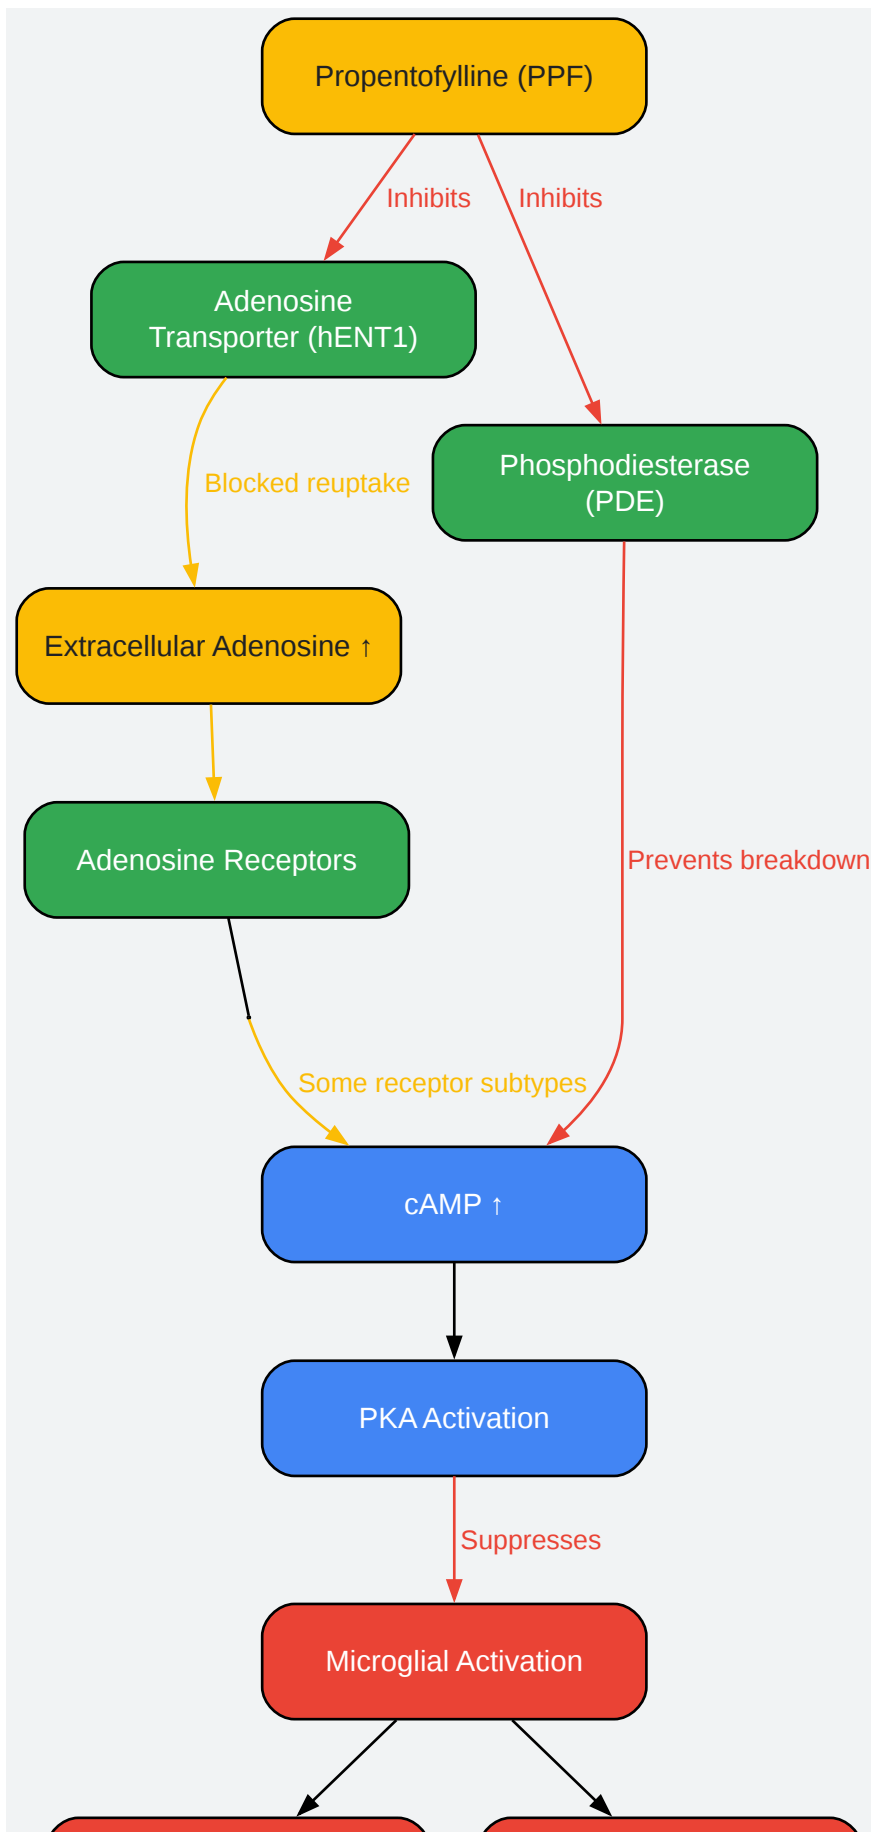 Propentofylline (PPF)
Inhibits
Inhibits
Adenosine
Transporter (hENT1)
Phosphodiesterase
(PDE)
Blocked reuptake
Extracellular Adenosine ↑
Adenosine Receptors
Prevents breakdown
Some receptor subtypes
cAMP ↑
PKA Activation
Suppresses
Microglial Activation